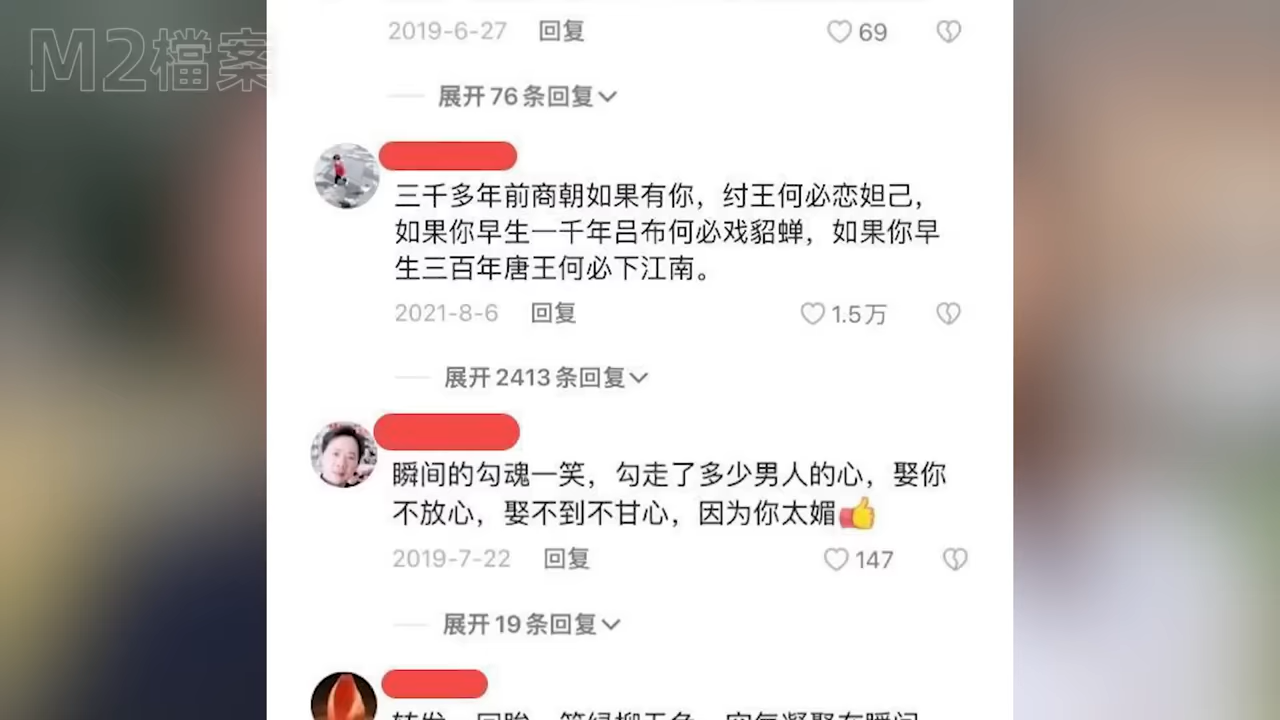 M2檔案
2019-6-27 回复 69
展开76条回复
三千多年前商朝如果有你，纣王何必恋妲己，
如果你早生一千年吕布何必戏貂蝉，如果你早
生三百年唐王何必下江南。
2021-8-6 回复 1.5万
展开2413条回复
瞬间的勾魂一笑，勾走了多少男人的心，娶你
不放心，娶不到不甘心，因为你太媚
2019-7-22 回复 147
展开19条回复